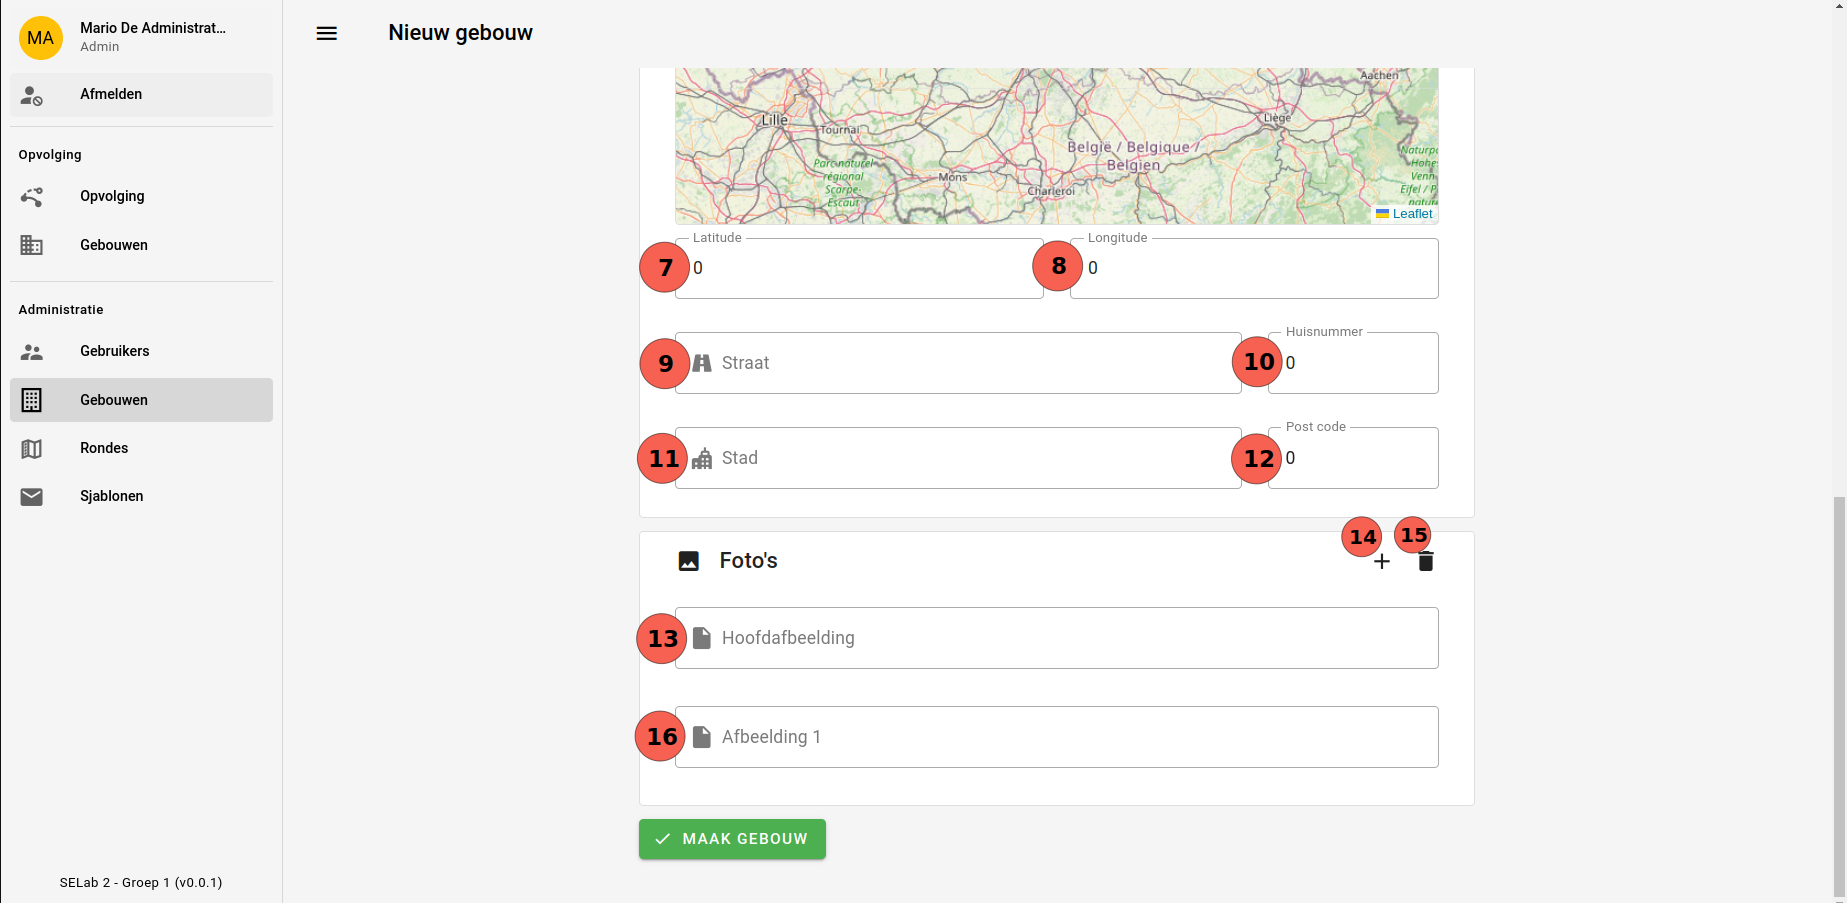 MA
Mario De Administrat...
Admin
Afmelden
Opvolging
Opvolging
Gebouwen
Administratie
Gebruikers
Gebouwen
Rondes
Sjablonen
SELab 2 - Groep 1 (v0.0.1)
Nieuw gebouw
Aachen
Lille
Tournai
Liège
België / Belgique /
Belgien
Parc naturel
régional
Scarpe-
Escaut
Mons
Charleroi
Naturp
Hohe
Venn
Eifel / P
natur
Leaflet
Latitude
Longitude
7
0
8
0
Huisnummer
9
Straat
10
0
Post code
11
Stad
12
0
14
15
Foto's
13
Hoofdafbeelding
16
Afbeelding 1
MAAK GEBOUW